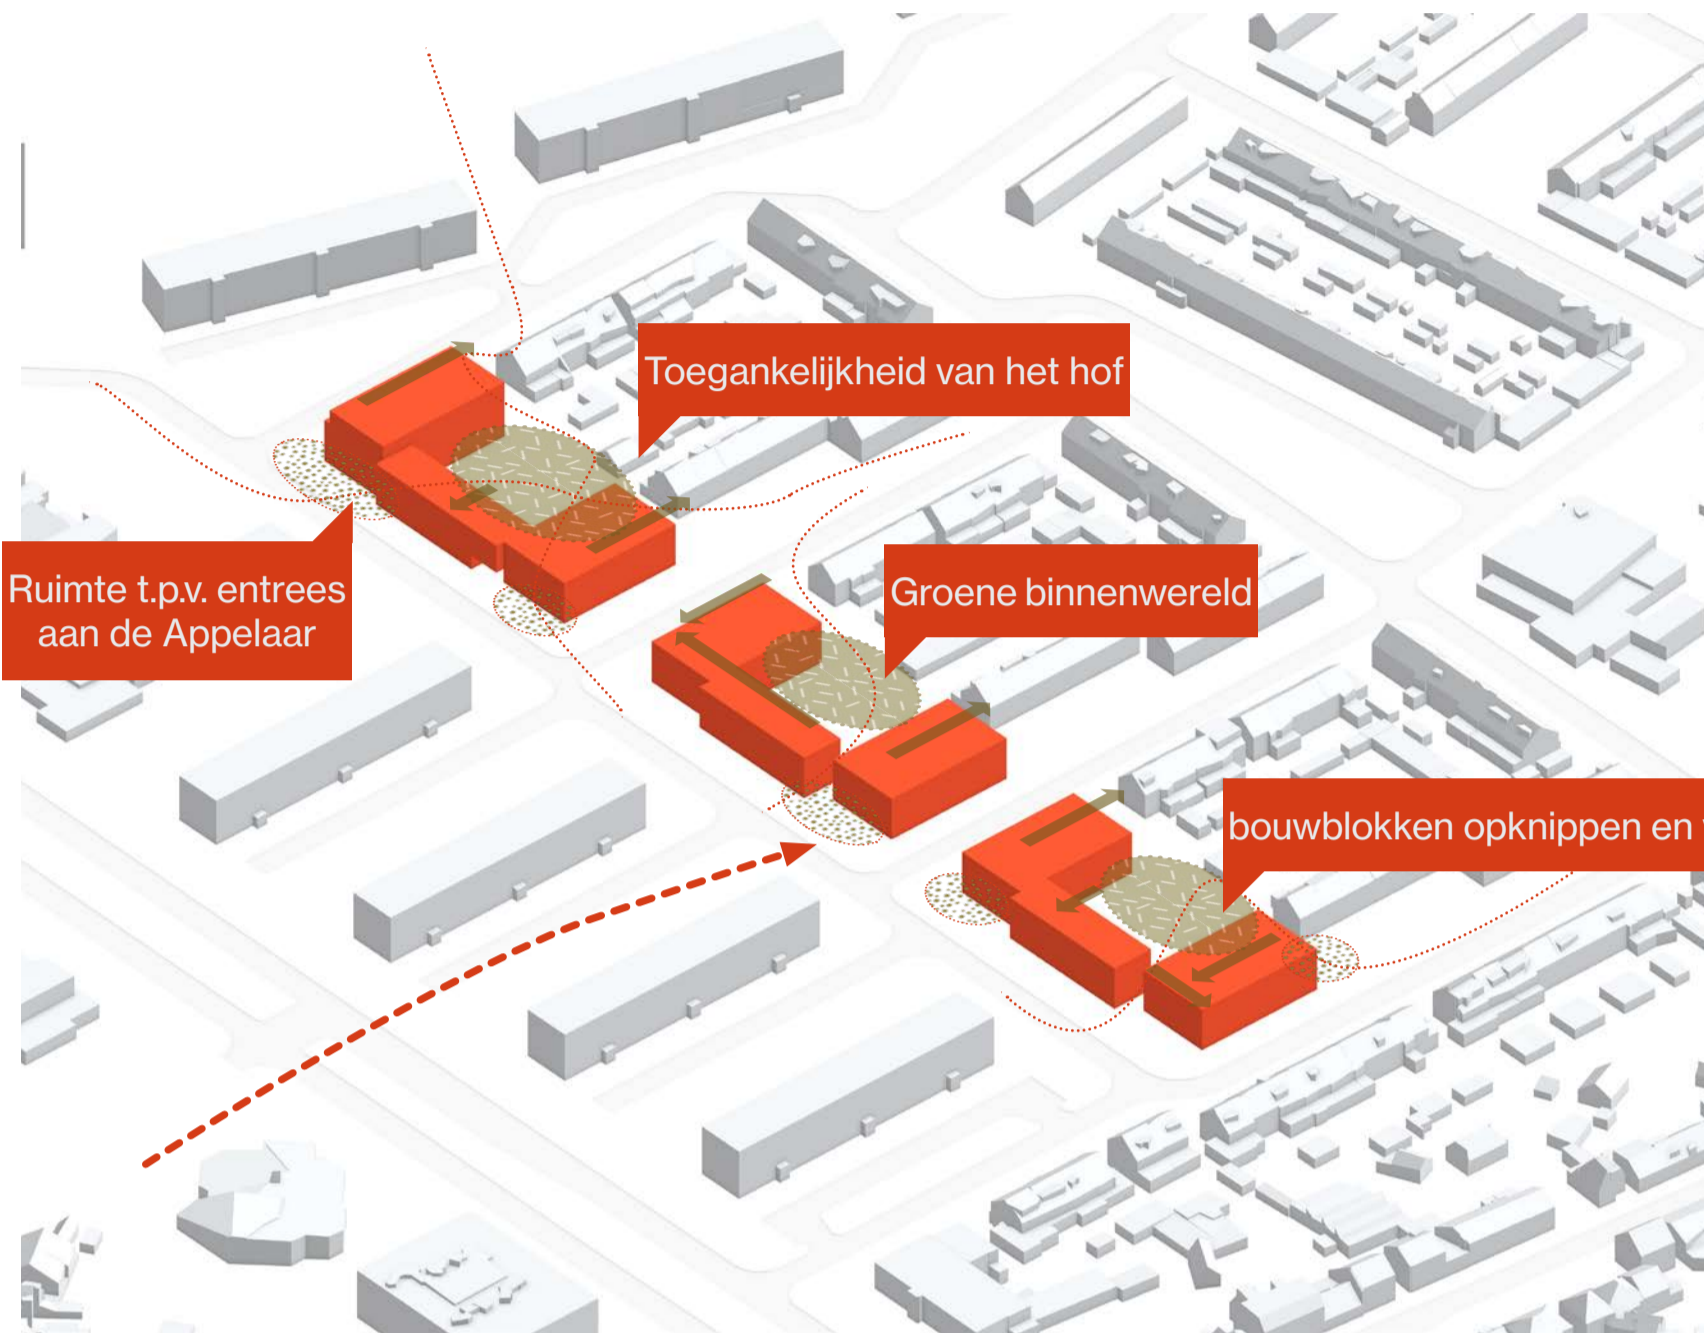 Toegankelijkheid van het hof
Ruimte t.p.v. entrees
aan de Appelaar
Groene binnenwereld
bouwblokken opknippen en